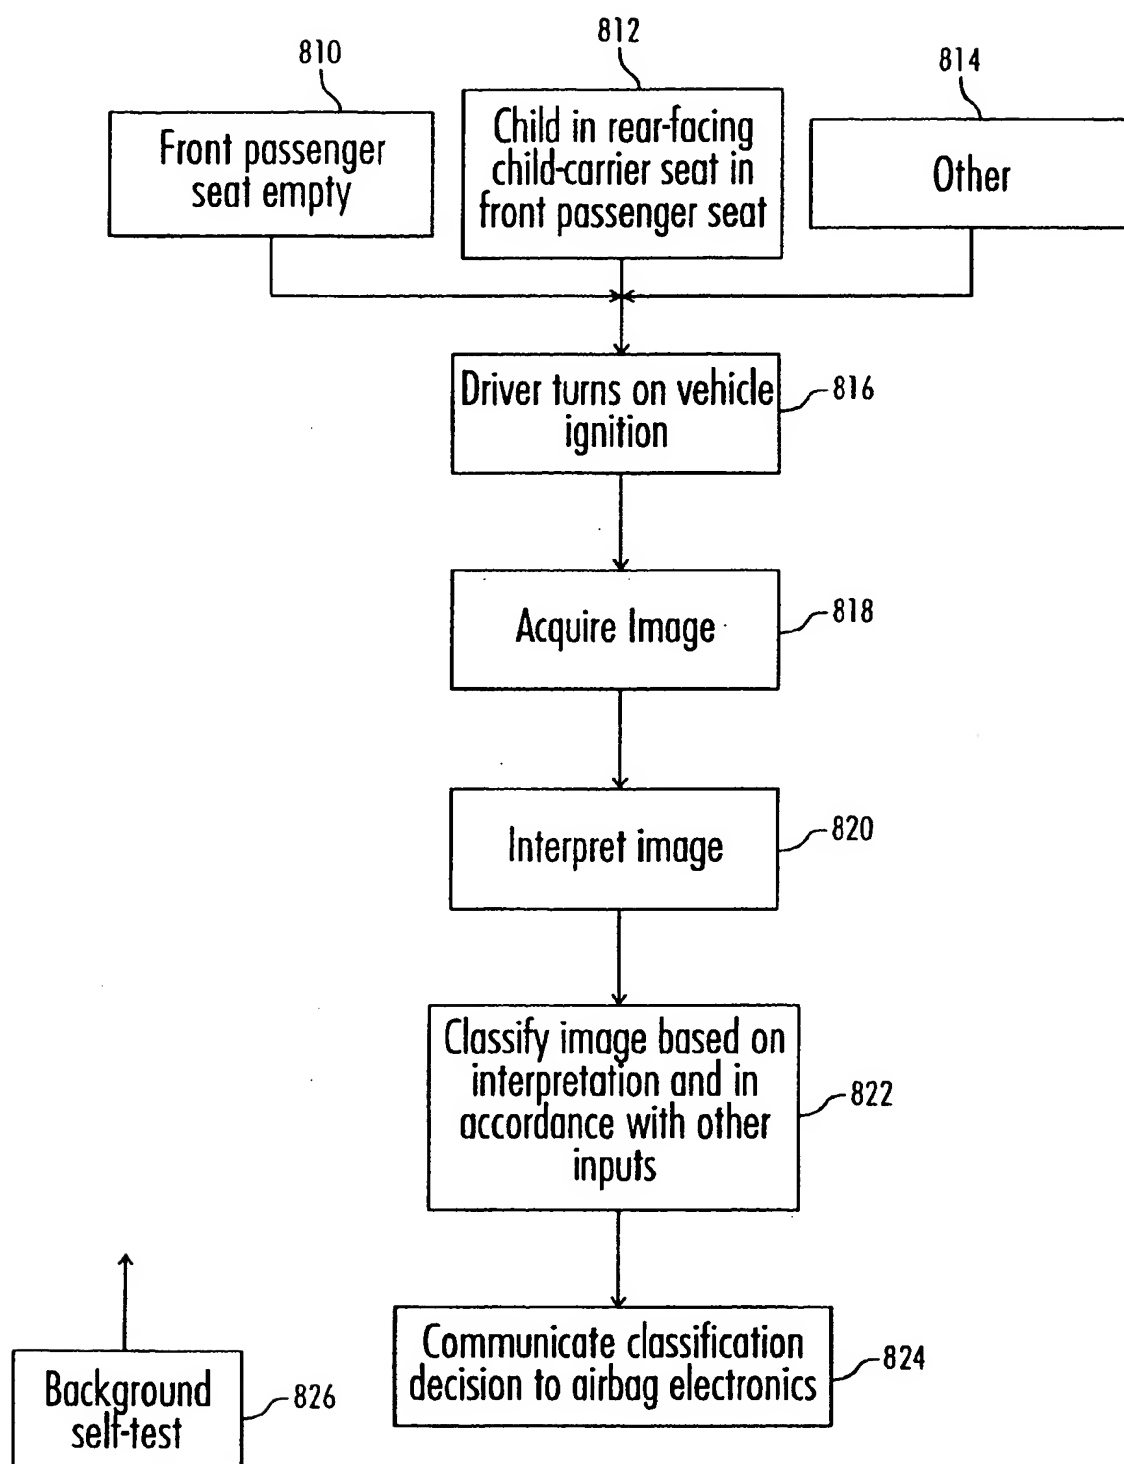 810
812
814
Front passenger
seat empty
Child in rear-facing
child-carrier seat in
front passenger seat
Other
Driver turns on vehicle
ignition
816
Acquire Image
818
Interpret image
820
Classify image based on
interpretation and in
accordance with other
inputs
822
Communicate classification
decision to airbag electronics
824
Background
self-test
826